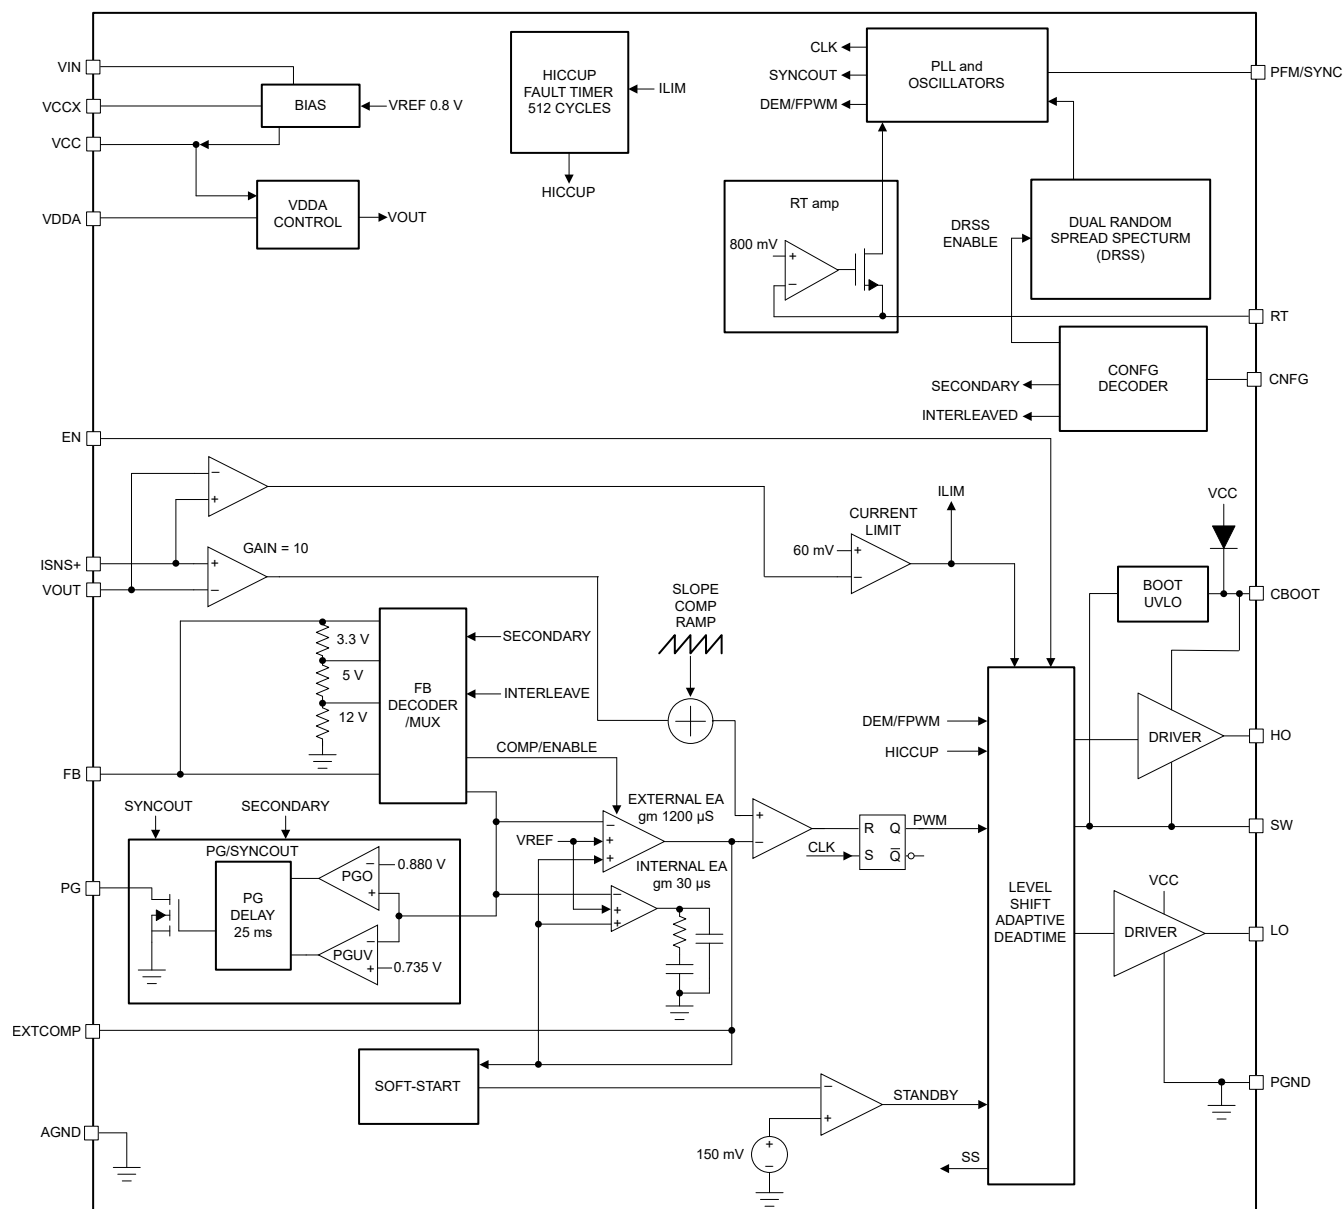 VIN
VCCX
VCC
VDDA
BIAS
VREF 0.8 V
VDDA
CONTROL
VOUT
HICCUP
FAULT TIMER
512 CYCLES
ILIM
HICCUP
CLK
SYNCOUT
DEM/FPWM
PLL and
OSCILLATORS
PFM/SYNC
RT amp
800 mV
+
−
DRSS
ENABLE
DUAL RANDOM
SPREAD SPECTURM
(DRSS)
RT
CONFG
DECODER
CNFG
SECONDARY
INTERLEAVED
EN
−
+
ISNS+
VOUT
+
−
GAIN = 10
CURRENT
LIMIT
ILIM
60 mV
+
−
VCC
BOOT
UVLO
CBOOT
SLOPE
COMP
RAMP
3.3 V
5 V
12 V
FB
DECODER
/MUX
SECONDARY
INTERLEAVE
COMP/ENABLE
FB
DEM/FPWM
HICCUP
DRIVER
HO
SYNCOUT
SECONDARY
EXTERNAL EA
gm 1200 µS
VREF
−
+
+
+
−
R
Q
S
Q
PWM
CLK
SW
PG/SYNCOUT
PG
PG
DELAY
25 ms
PGO
−
+
0.880 V
PGUV
−
+
0.735 V
INTERNAL EA
gm 30 µs
−
+
+
LEVEL
SHIFT
ADAPTIVE
DEADTIME
VCC
DRIVER
LO
EXTCOMP
SOFT-START
−
+
STANDBY
150 mV
+
−
SS
PGND
AGND